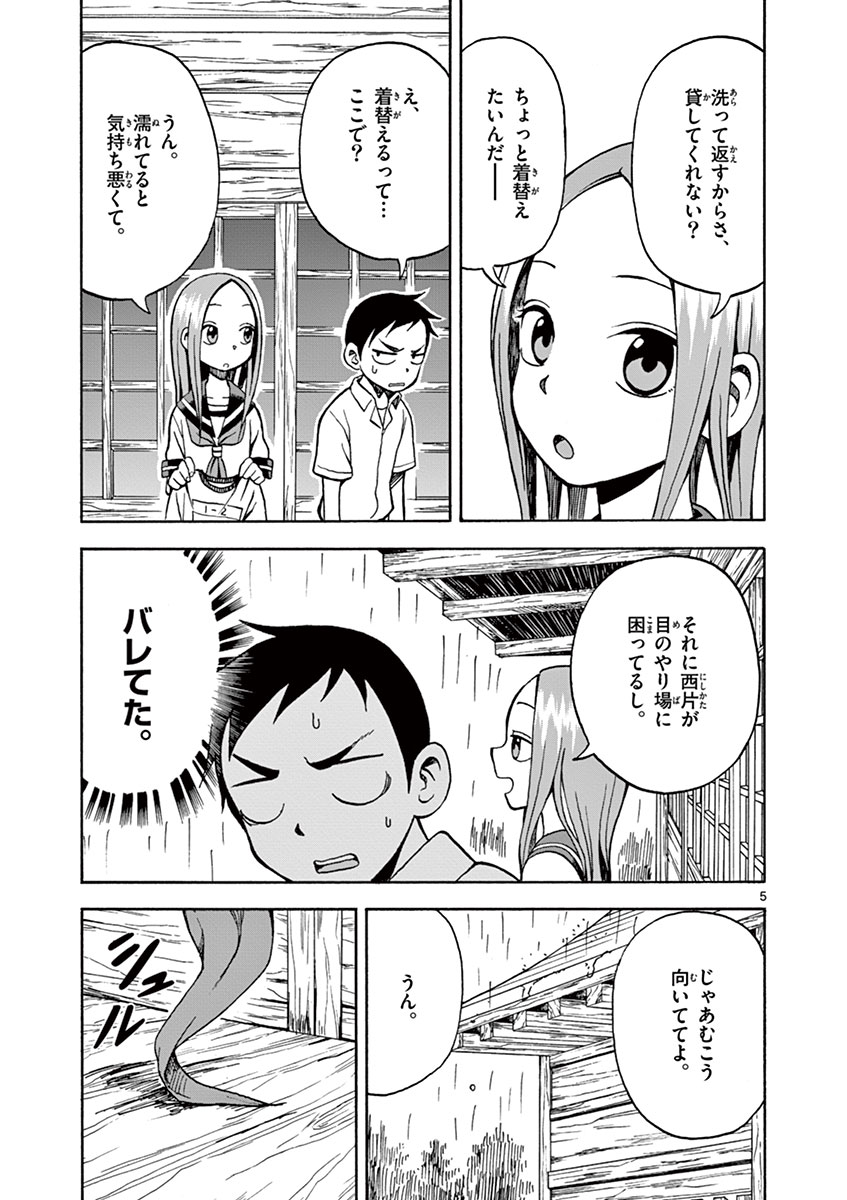 洗って返すからさ、
貸してくれない？
ちょっと着替え
たいんだ──
え、
着替えるって…
ここで？
うん。
濡れてると
気持ち悪くて。
1-2
それに西片が
目のやり場に
困ってるし。
バレてた。
5
じゃあむこう
向いててよ。
うん。
シュル